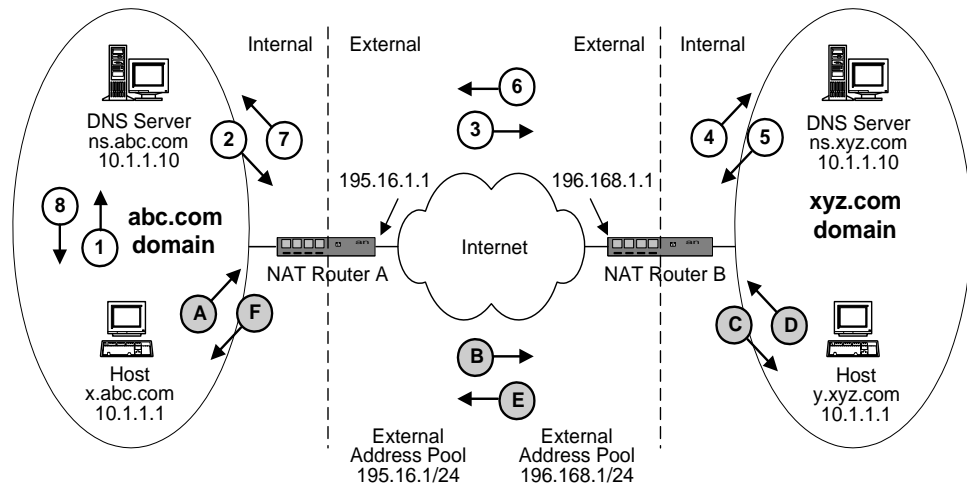 Internal
External
External
Internal
6
3
2
7
4
5
DNS Server
ns.abc.com
10.1.1.10
DNS Server
ns.xyz.com
10.1.1.10
195.16.1.1
196.168.1.1
8
1
abc.com
domain
Internet
xyz.com
domain
an
an
NAT Router A
NAT Router B
A
F
B
E
C
D
Host
x.abc.com
10.1.1.1
Host
y.xyz.com
10.1.1.1
External
Address Pool
195.16.1/24
External
Address Pool
196.168.1/24